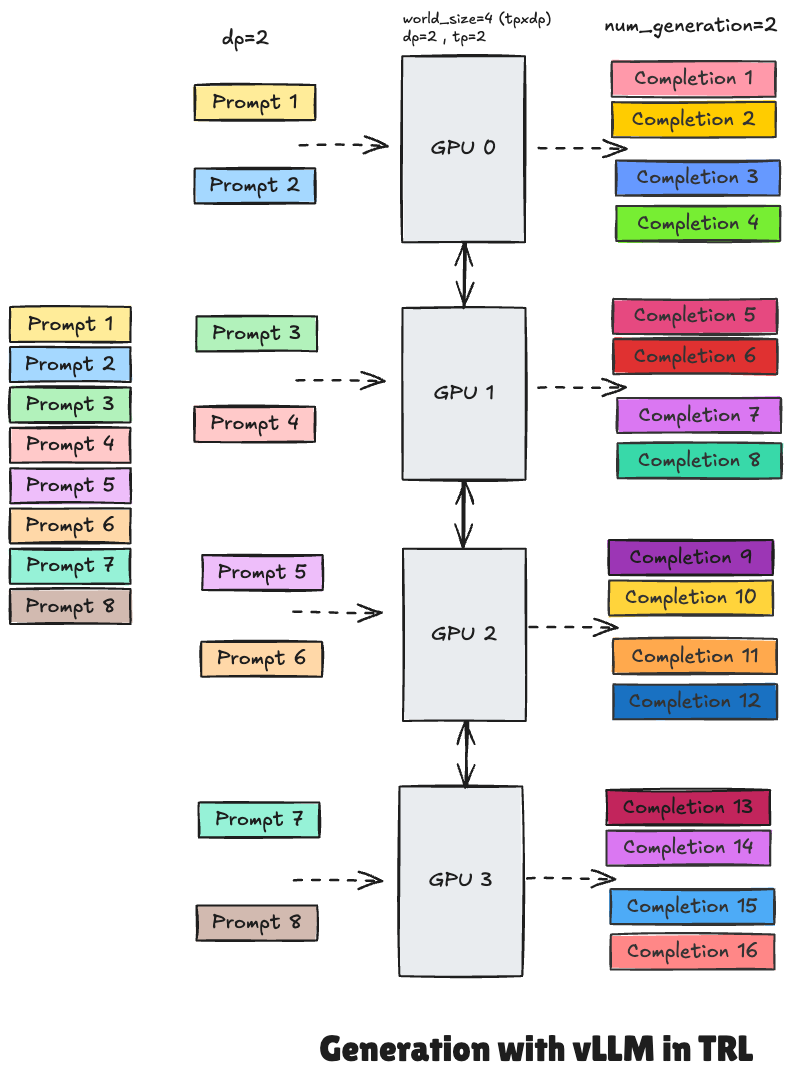 dp=2
world_size=4 (tpxdp)
dp=2 , tp=2
num_generation=2
Prompt 1
Prompt 2
Prompt 3
Prompt 4
Prompt 5
Prompt 6
Prompt 7
Prompt 8
Prompt 1
Prompt 2
GPU 0
Completion 1
Completion 2
Completion 3
Completion 4
Prompt 3
Prompt 4
GPU 1
Completion 5
Completion 6
Completion 7
Completion 8
Prompt 5
Prompt 6
GPU 2
Completion 9
Completion 10
Completion 11
Completion 12
Prompt 7
Prompt 8
GPU 3
Completion 13
Completion 14
Completion 15
Completion 16
Generation with vLLM in TRL